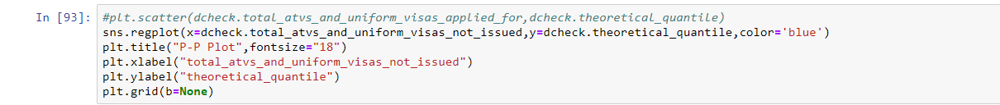 In [93]: #plt.scatter(dcheck.total_atvs_and_uniform_visas_applied_for,dcheck.theoretical_quantile)
sns.regplot(x=dcheck.total_atvs_and_uniform_visas_not_issued,y=dcheck.theoretical_quantile,color='blue')
plt.title("P-P Plot",fontsize="18")
plt.xlabel("total_atvs_and_uniform_visas_not_issued")
plt.ylabel("theoretical_quantile")
plt.grid(b=None)